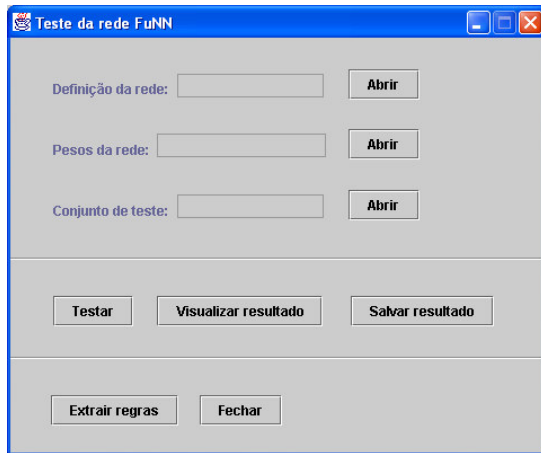 Teste da rede FuNN
Definição da rede: Abrir
Pesos da rede: Abrir
Conjunto de teste: Abrir
Testar Visualizar resultado Salvar resultado
Extrair regras Fechar